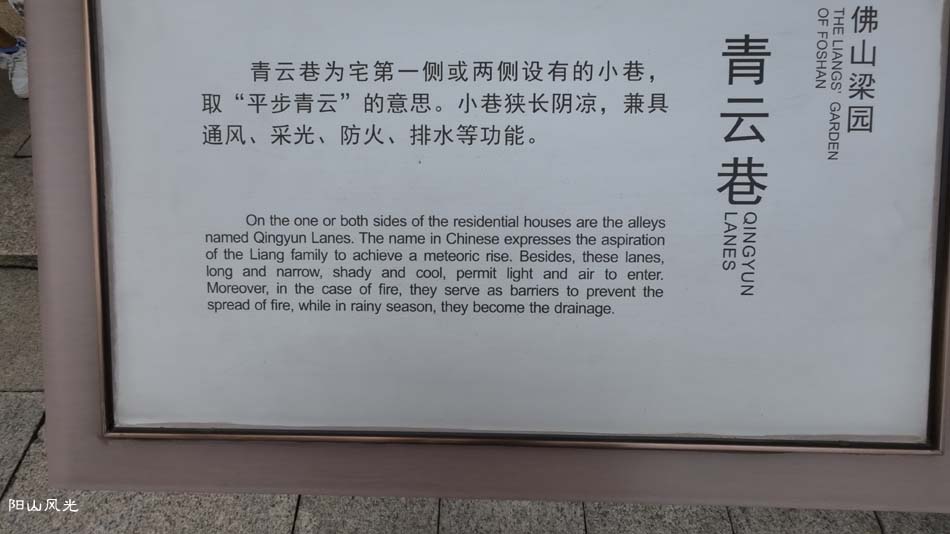 佛山梁园
THE LIANGS' GARDEN
OF FOSHAN
青云巷
QINGYUN
LANES
青云巷为宅第一侧或两侧设有的小巷，
取“平步青云”的意思。小巷狭长阴凉，兼具
通风、采光、防火、排水等功能。
On the one or both sides of the residential houses are the alleys
named Qingyun Lanes. The name in Chinese expresses the aspiration
of the Liang family to achieve a meteoric rise. Besides, these lanes,
long and narrow, shady and cool, permit light and air to enter.
Moreover, in the case of fire, they serve as barriers to prevent the
spread of fire, while in rainy season, they become the drainage.
阳山风光